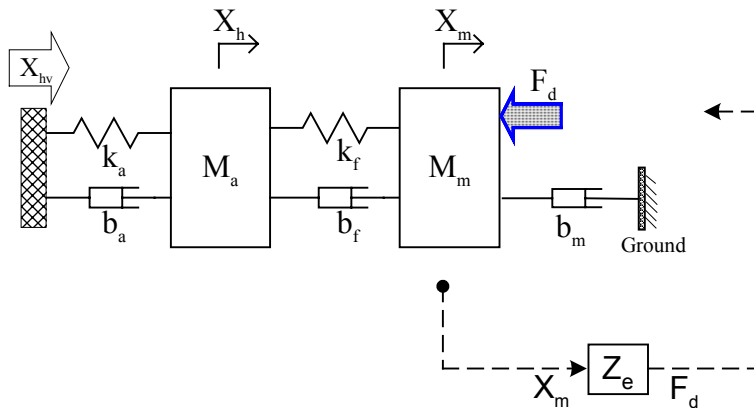 X_h
X_m
X_hv
F_d
k_a
k_f
M_a
M_m
b_a
b_f
b_m
Ground
Z_e
X_m
F_d